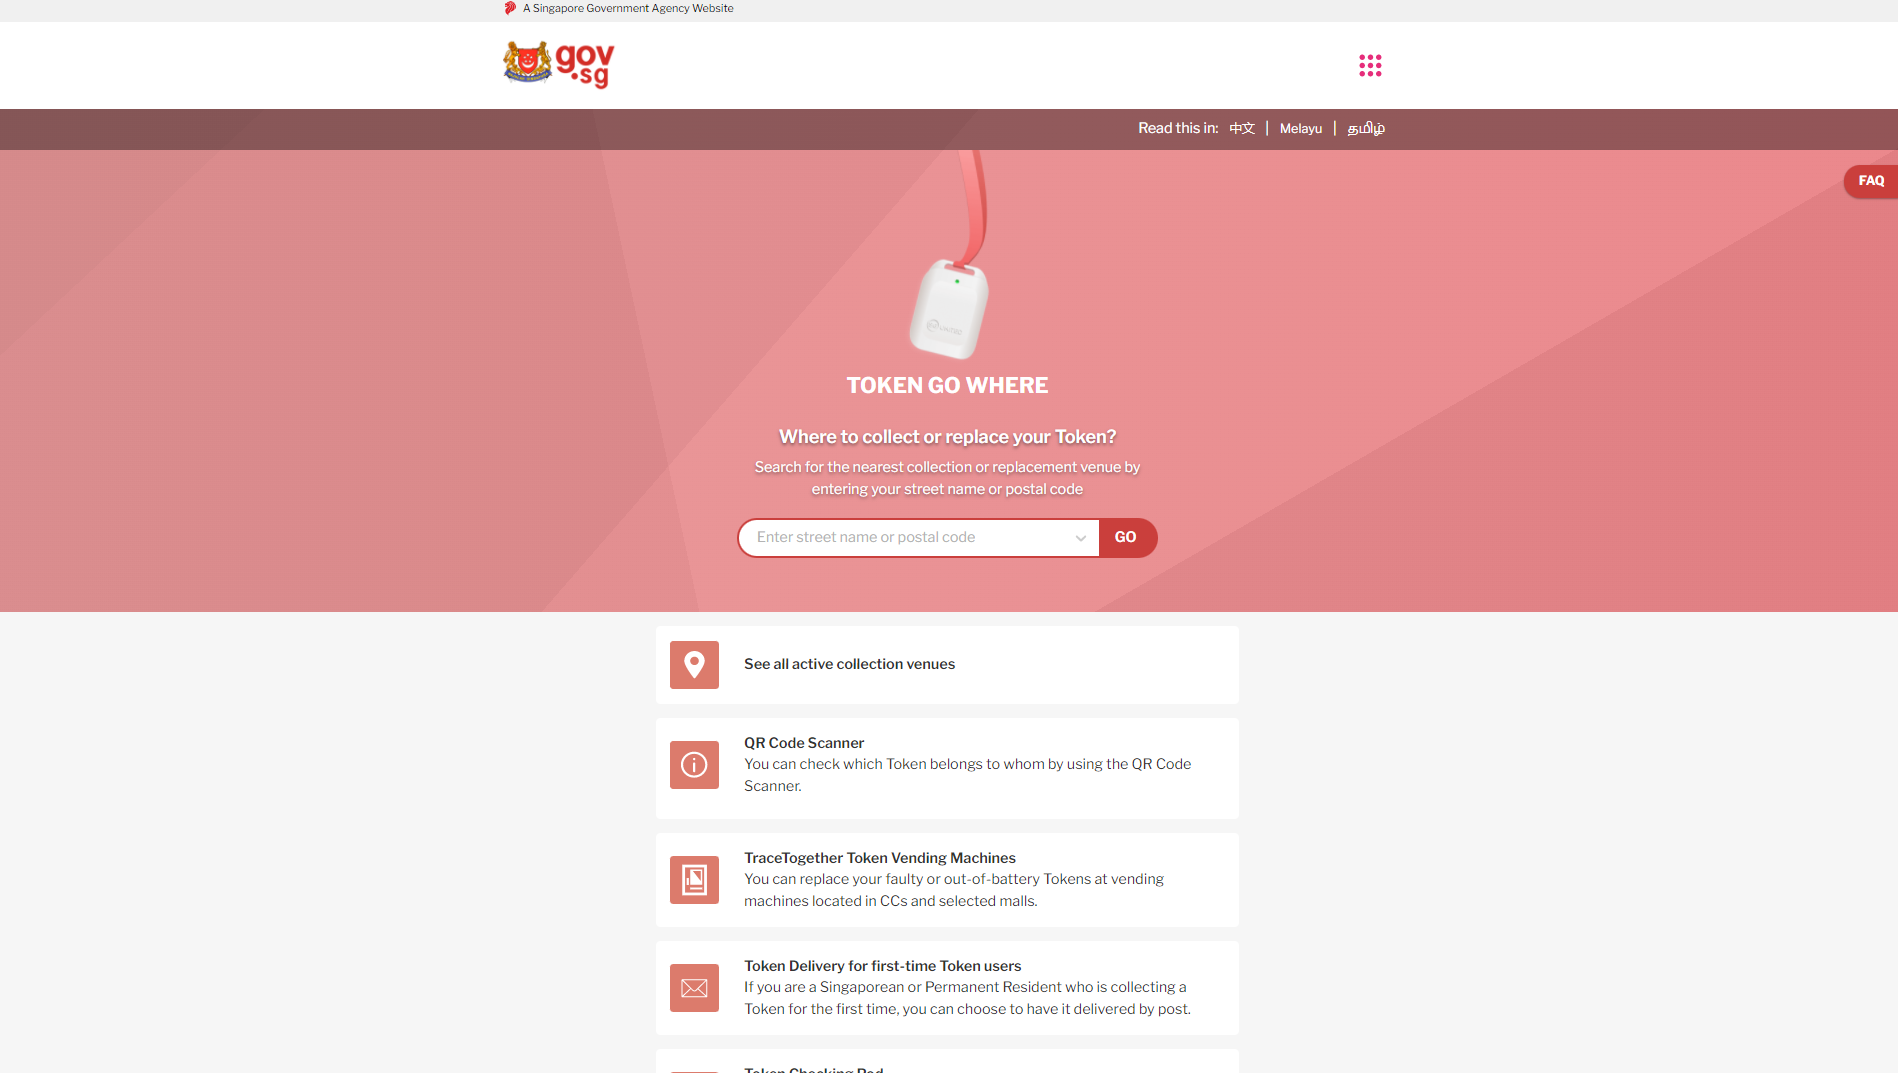 A Singapore Government Agency Website
gov
.sg
Read this in: 中文 | Melayu | தமிழ்
FAQ
TOKEN GO WHERE
Where to collect or replace your Token?
Search for the nearest collection or replacement venue by
entering your street name or postal code
Enter street name or postal code
GO
See all active collection venues
QR Code Scanner
You can check which Token belongs to whom by using the QR Code
Scanner.
TraceTogether Token Vending Machines
You can replace your faulty or out-of-battery Tokens at vending
machines located in CCs and selected malls.
Token Delivery for first-time Token users
If you are a Singaporean or Permanent Resident who is collecting a
Token for the first time, you can choose to have it delivered by post.
Token Checking Pod